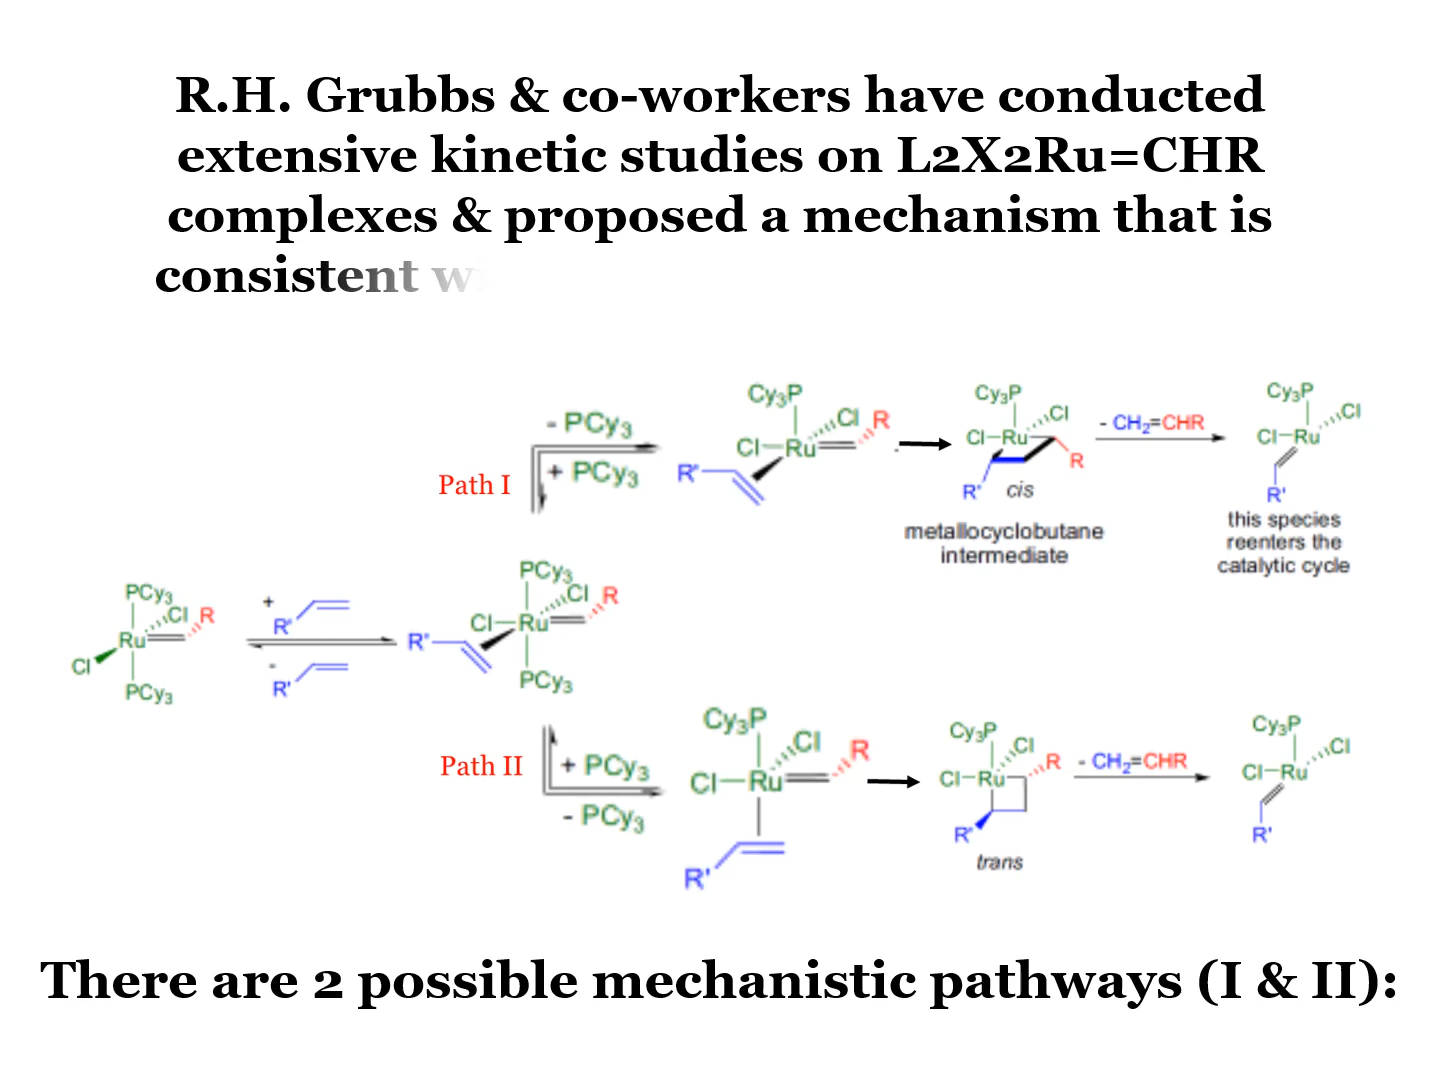 R.H. Grubbs & co-workers have conducted
extensive kinetic studies on L2X2Ru=CHR
complexes & proposed a mechanism that is
consistent
- PCy3
+ PCy3
Path I
Cy3P
Cl
R
Cl
Ru
R'
Cy3P
Cl
Cl
Ru
R
R'
cis
metallocyclobutane
intermediate
- CH2=CHR
Cy3P
Cl
Cl
Ru
R'
this species
reenters the
catalytic cycle
PCy3
Cl
R
Ru
Cl
PCy3
+
R'
-
R'
PCy3
Cl
R
Cl
Ru
R'
PCy3
Path II
+ PCy3
- PCy3
Cy3P
Cl
R
Cl
Ru
R'
Cy3P
Cl
R
Cl
Ru
R'
trans
- CH2=CHR
Cy3P
Cl
Cl
Ru
R'
There are 2 possible mechanistic pathways (I & II):